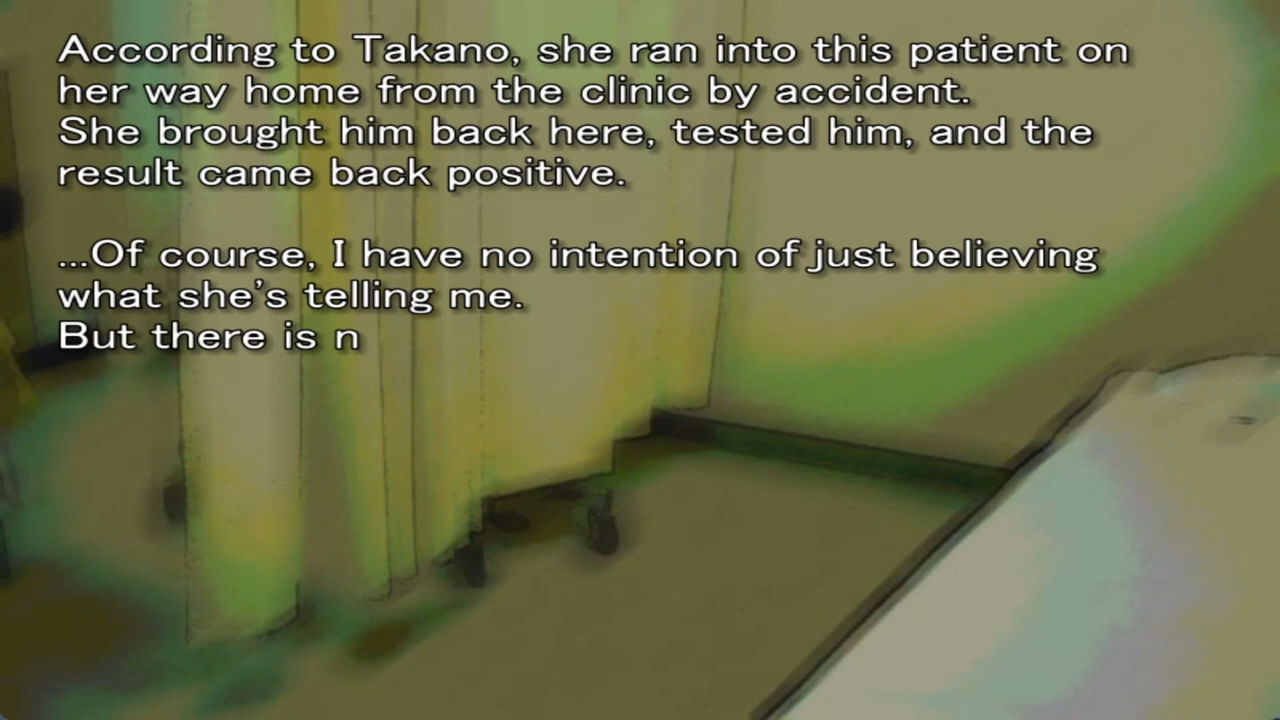 According to Takano, she ran into this patient on
her way home from the clinic by accident.
She brought him back here, tested him, and the
result came back positive.
...Of course, I have no intention of just believing
what she's telling me.
But there is n